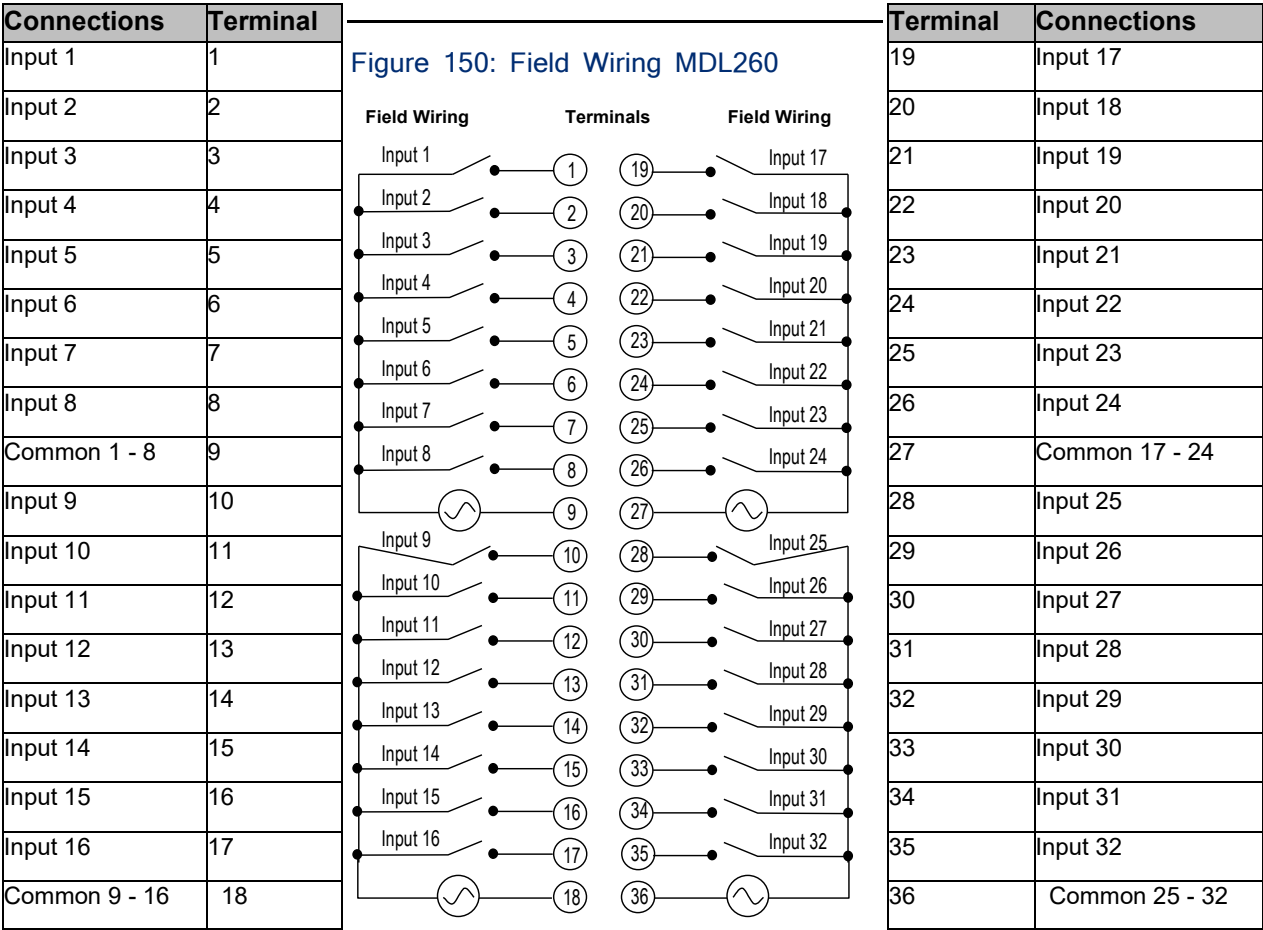 Connections Terminal
Input 1 1
Input 2 2
Input 3 3
Input 4 4
Input 5 5
Input 6 6
Input 7 7
Input 8 8
Common 1 - 8 9
Input 9 10
Input 10 11
Input 11 12
Input 12 13
Input 13 14
Input 14 15
Input 15 16
Input 16 17
Common 9 - 16 18
Figure 150: Field Wiring MDL260
Field Wiring Terminals Field Wiring
Input 1 1 19 Input 17
Input 2 2 20 Input 18
Input 3 3 21 Input 19
Input 4 4 22 Input 20
Input 5 5 23 Input 21
Input 6 6 24 Input 22
Input 7 7 25 Input 23
Input 8 8 26 Input 24
9 27
Input 9 10 28 Input 25
Input 10 11 29 Input 26
Input 11 12 30 Input 27
Input 12 13 31 Input 28
Input 13 14 32 Input 29
Input 14 15 33 Input 30
Input 15 16 34 Input 31
Input 16 17 35 Input 32
18 36
Terminal Connections
19 Input 17
20 Input 18
21 Input 19
22 Input 20
23 Input 21
24 Input 22
25 Input 23
26 Input 24
27 Common 17 - 24
28 Input 25
29 Input 26
30 Input 27
31 Input 28
32 Input 29
33 Input 30
34 Input 31
35 Input 32
36 Common 25 - 32